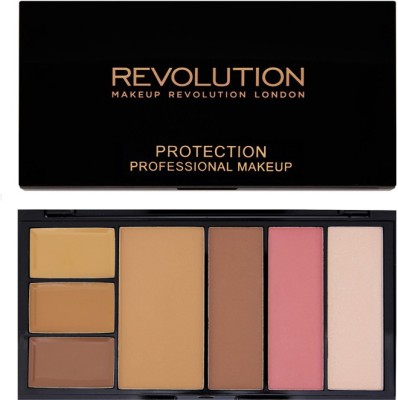 REVOLUTION
MAKEUP REVOLUTION LONDON
PROTECTION
PROFESSIONAL MAKEUP